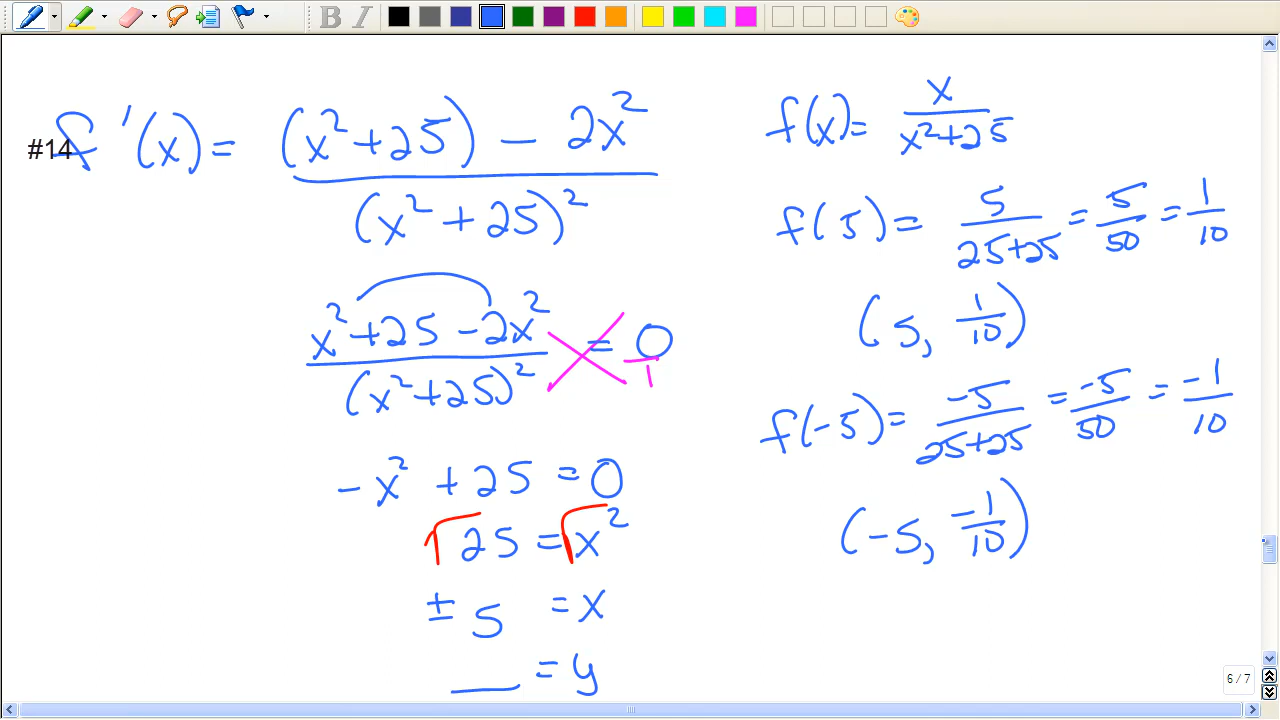 B I
#14
f'(x) = ((x² + 25) - 2x²)/(x² + 25)²
(x² + 25 - 2x²)/(x² + 25)² = 0/1
-x² + 25 = 0
√25 = √x²
± 5 = x
___ = y
f(x) = x/(x² + 25)
f(5) = 5/(25+25) = 5/50 = 1/10
(5, 1/10)
f(-5) = -5/(25+25) = -5/50 = -1/10
(-5, -1/10)
6 / 7